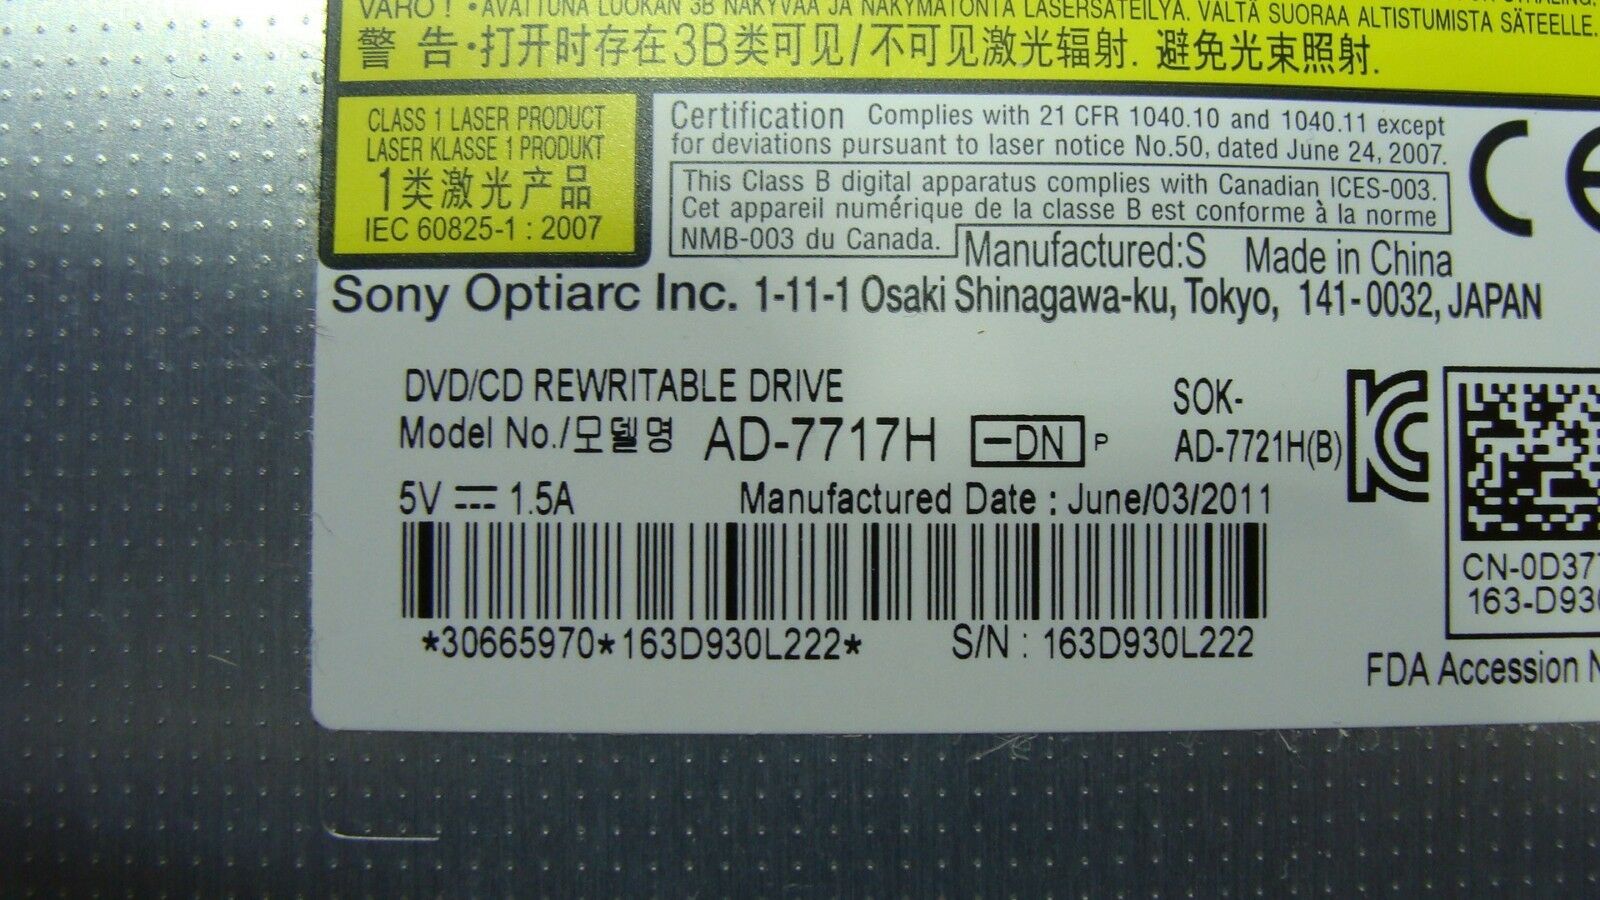 VARO ! • AVATTUNA LUOKAN 3B NÄKYVÄÄ JA NÄKYMÄTÖNTÄ LASERSÄTEILYÄ. VÄLTÄ SUORAA ALTISTUMISTA SÄTEELLE.
警 告•打开时存在3B类可见/不可见激光辐射. 避免光束照射.
CLASS 1 LASER PRODUCT
LASER KLASSE 1 PRODUKT
1类激光产品
IEC 60825-1 : 2007
Certification Complies with 21 CFR 1040.10 and 1040.11 except
for deviations pursuant to laser notice No.50, dated June 24, 2007.
This Class B digital apparatus complies with Canadian ICES-003.
Cet appareil numérique de la classe B est conforme à la norme
NMB-003 du Canada.
Manufactured:S Made in China
CE
Sony Optiarc Inc. 1-11-1 Osaki Shinagawa-ku, Tokyo, 141-0032, JAPAN
DVD/CD REWRITABLE DRIVE
Model No./모델명 AD-7717H -DN P
SOK-
AD-7721H(B)
5V 1.5A Manufactured Date : June/03/2011
*30665970*163D930L222* S/N : 163D930L222
CN-0D377
163-D930
FDA Accession N